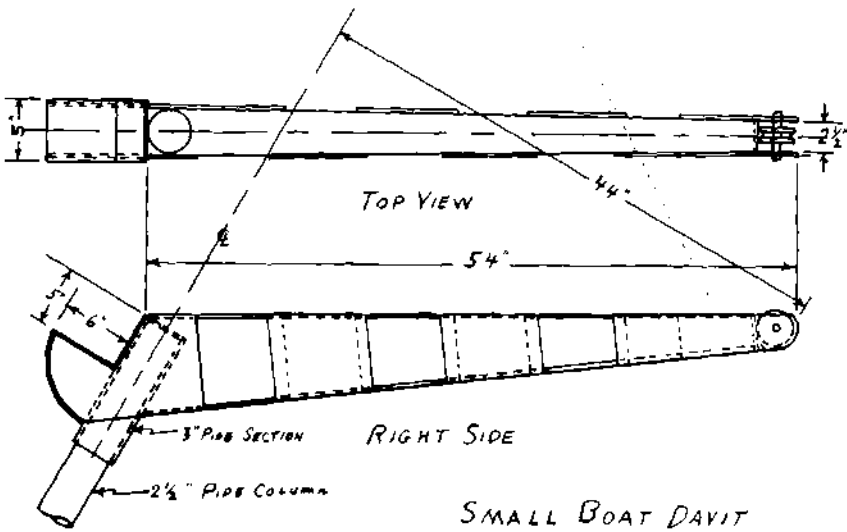 5"
2½"
TOP VIEW
44"
℄
54"
5"
6"
3" PIPE SECTION
RIGHT SIDE
2½" PIPE COLUMN
SMALL BOAT DAVIT